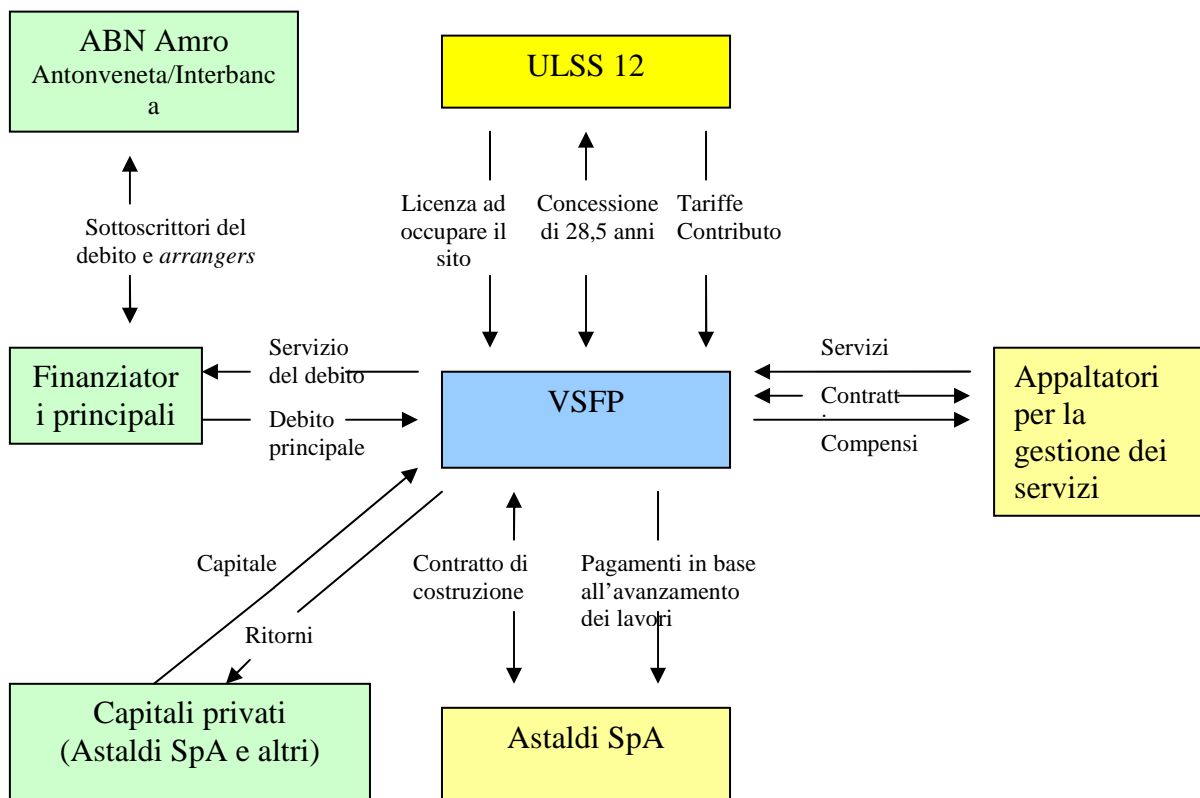 ABN Amro
Antonveneta/Interbanc
a
ULSS 12
Sottoscrittori del
debito e arrangers
Licenza ad
occupare il
sito
Concessione
di 28,5 anni
Tariffe
Contributo
Finanziator
i principali
Servizio
del debito
Debito
principale
VSFP
Servizi
Contratt
Compensi
Appaltatori
per la
gestione dei
servizi
Capitale
Ritorni
Contratto di
costruzione
Pagamenti in base
all'avanzamento
dei lavori
Capitali privati
(Astaldi SpA e altri)
Astaldi SpA